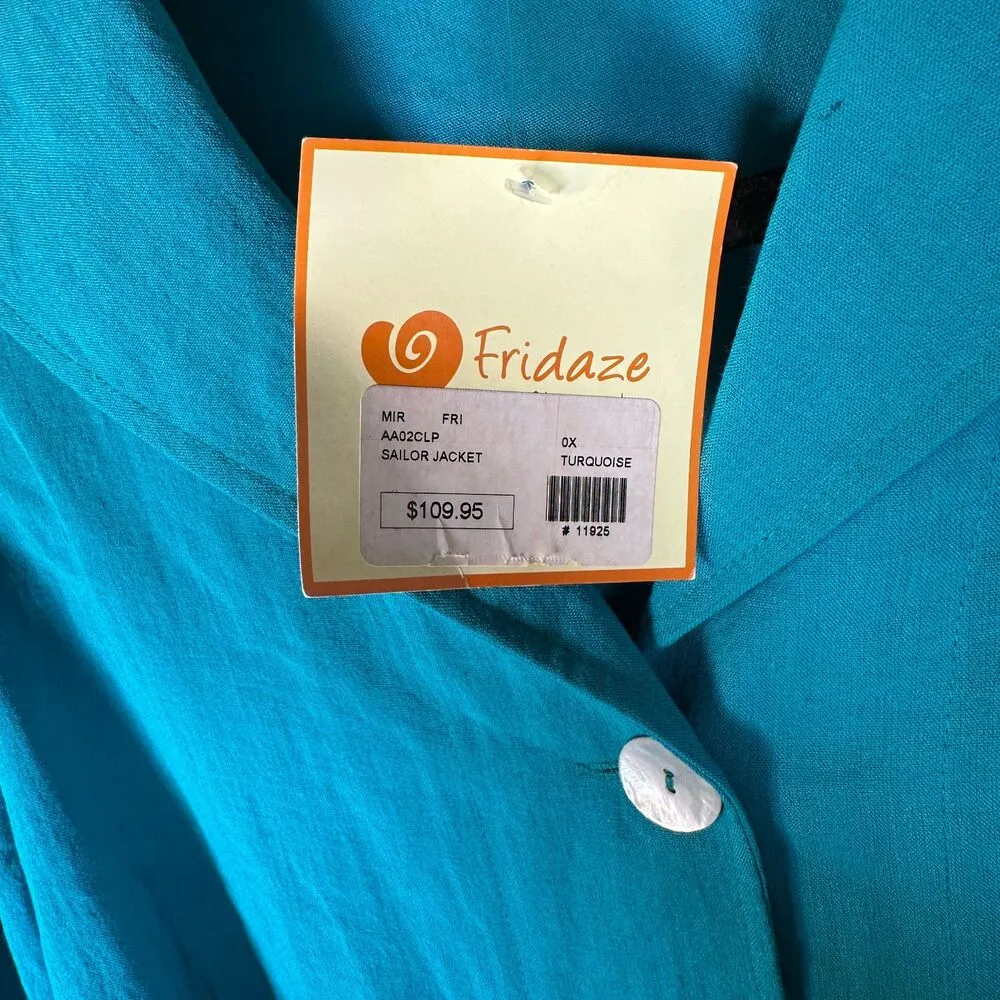 Fridaze
MIR FRI
AA02CLP
SAILOR JACKET
0X
TURQUOISE
$109.95
# 11925